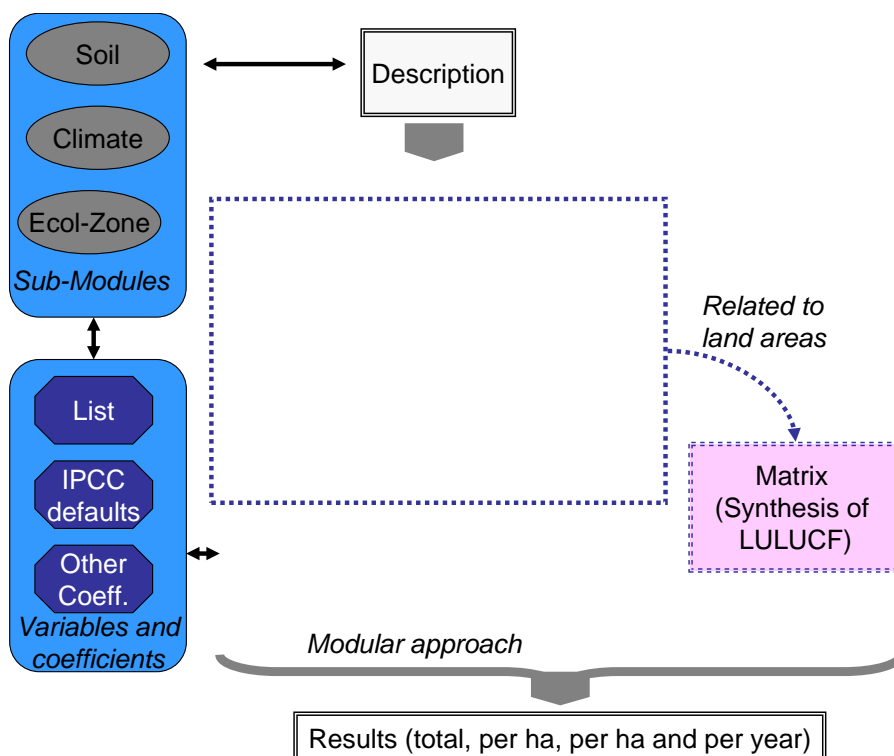 Soil
Climate
Ecol-Zone
Sub-Modules
Description
Related to
land areas
List
IPCC
defaults
Other
Coeff.
Variables and
coefficients
Matrix
(Synthesis of
LULUCF)
Modular approach
Results (total, per ha, per ha and per year)